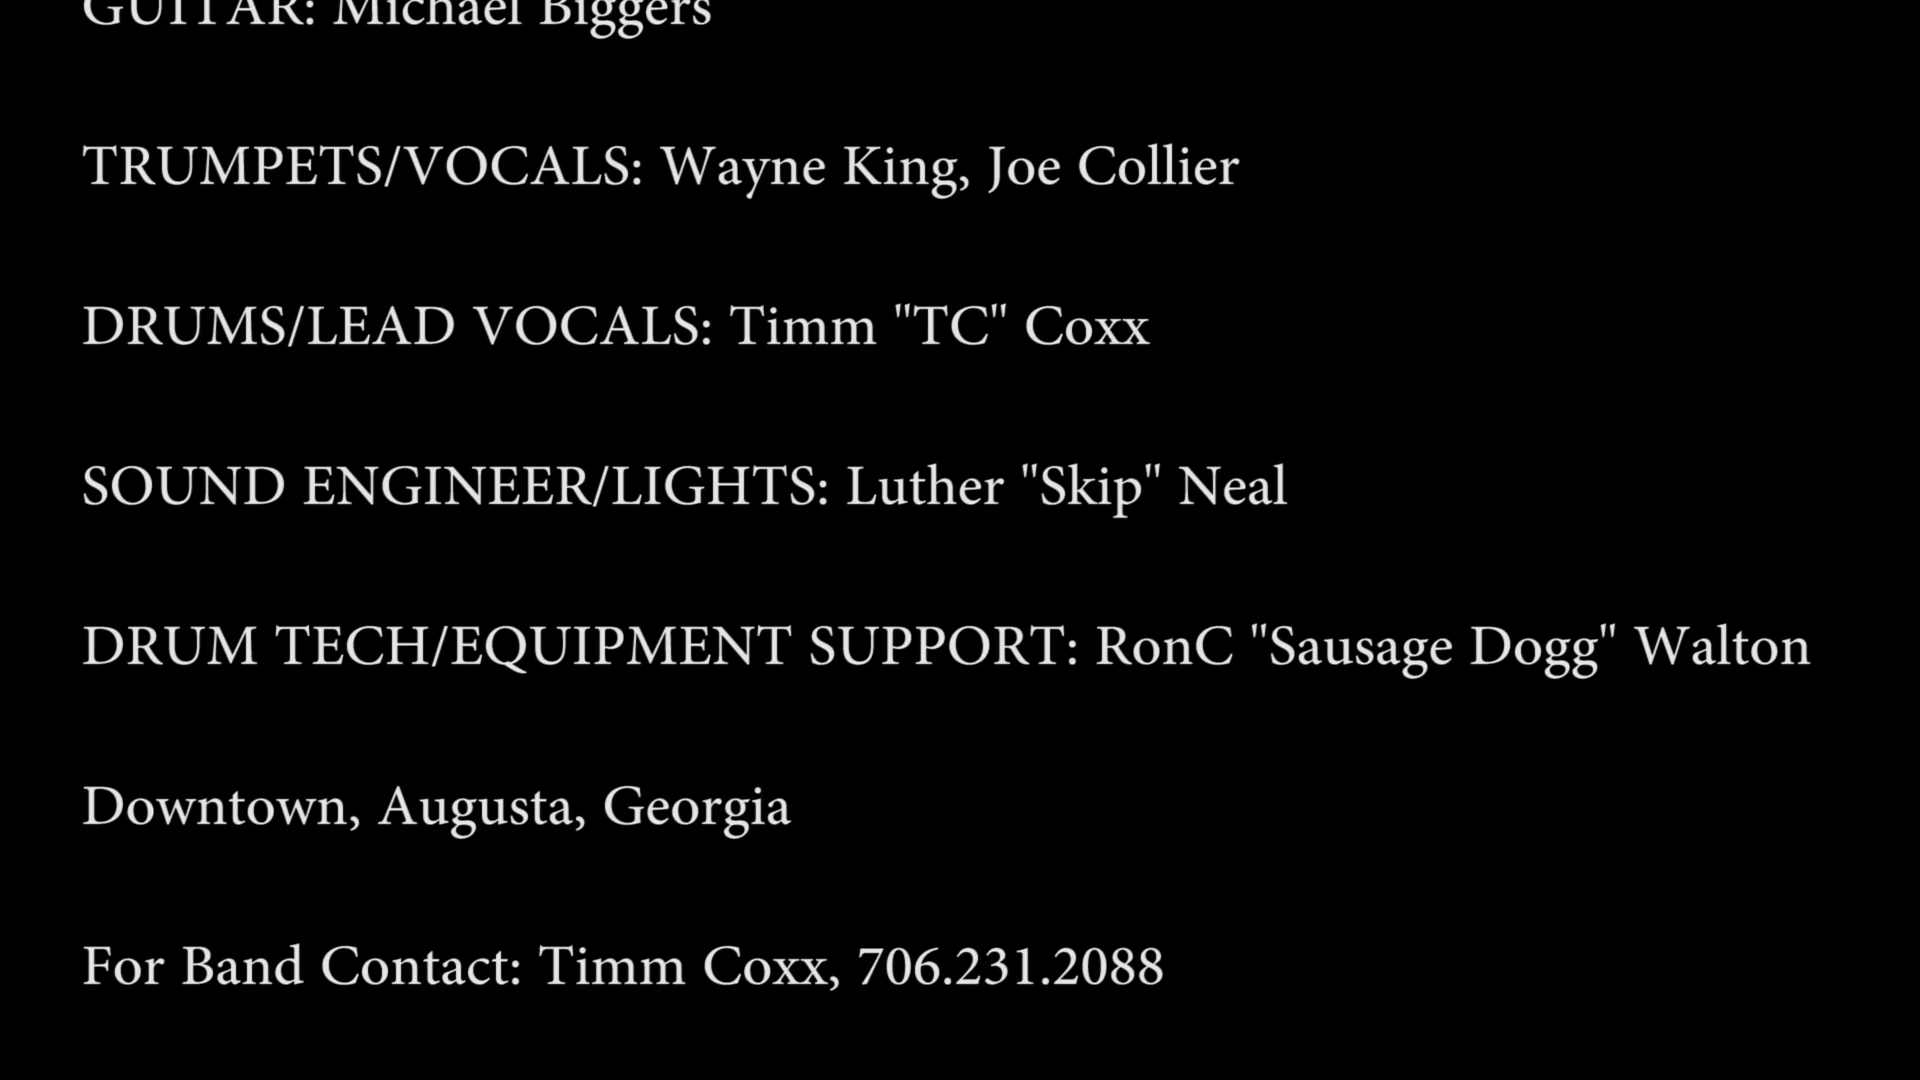 GUITAR: Michael Biggers
TRUMPETS/VOCALS: Wayne King, Joe Collier
DRUMS/LEAD VOCALS: Timm "TC" Coxx
SOUND ENGINEER/LIGHTS: Luther "Skip" Neal
DRUM TECH/EQUIPMENT SUPPORT: RonC "Sausage Dogg" Walton
Downtown, Augusta, Georgia
For Band Contact: Timm Coxx, 706.231.2088